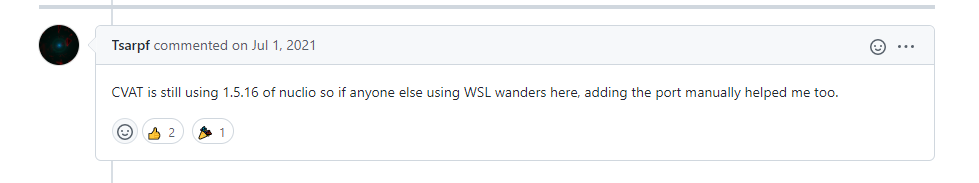 Tsarpf commented on Jul 1, 2021
CVAT is still using 1.5.16 of nuclio so if anyone else using WSL wanders here, adding the port manually helped me too.
2 1